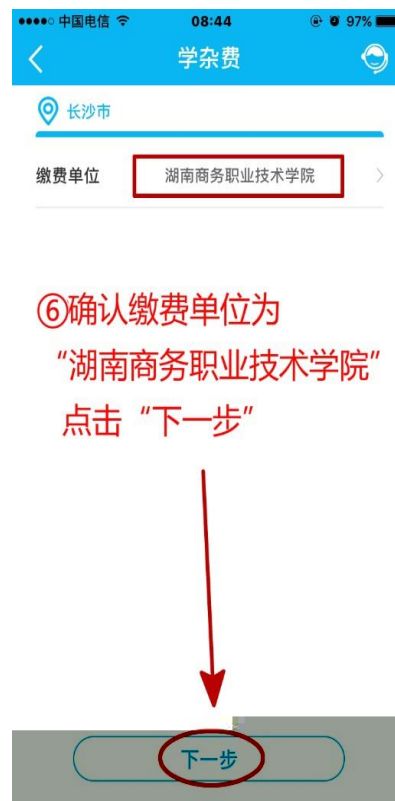 中国电信 08:44 97%
学杂费
长沙市
缴费单位 湖南商务职业技术学院
⑥确认缴费单位为
“湖南商务职业技术学院”
点击“下一步”
下一步